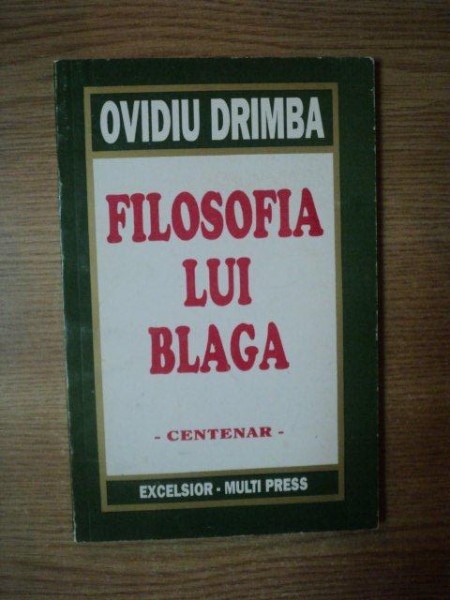 OVIDIU DRIMBA
FILOSOFIA
LUI
BLAGA
- CENTENAR -
EXCELSIOR - MULTI PRESS